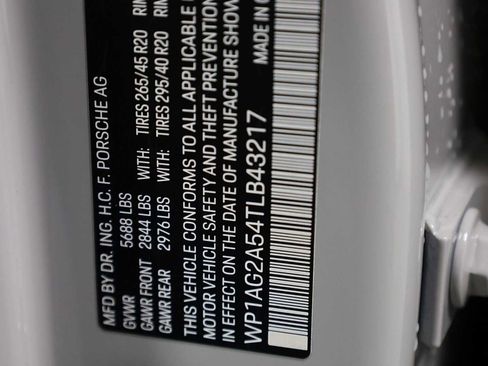 MFD BY DR. ING. H.C. F. PORSCHE AG
GVWR 5688 LBS
GAWR FRONT 2844 LBS WITH: TIRES 265/45 R20
GAWR REAR 2976 LBS WITH: TIRES 295/40 R20
THIS VEHICLE CONFORMS TO ALL APPLICABLE
MOTOR VEHICLE SAFETY AND THEFT PREVENTION
IN EFFECT ON THE DATE OF MANUFACTURE SHOWN
WP1AG2A54TLB43217 MADE IN